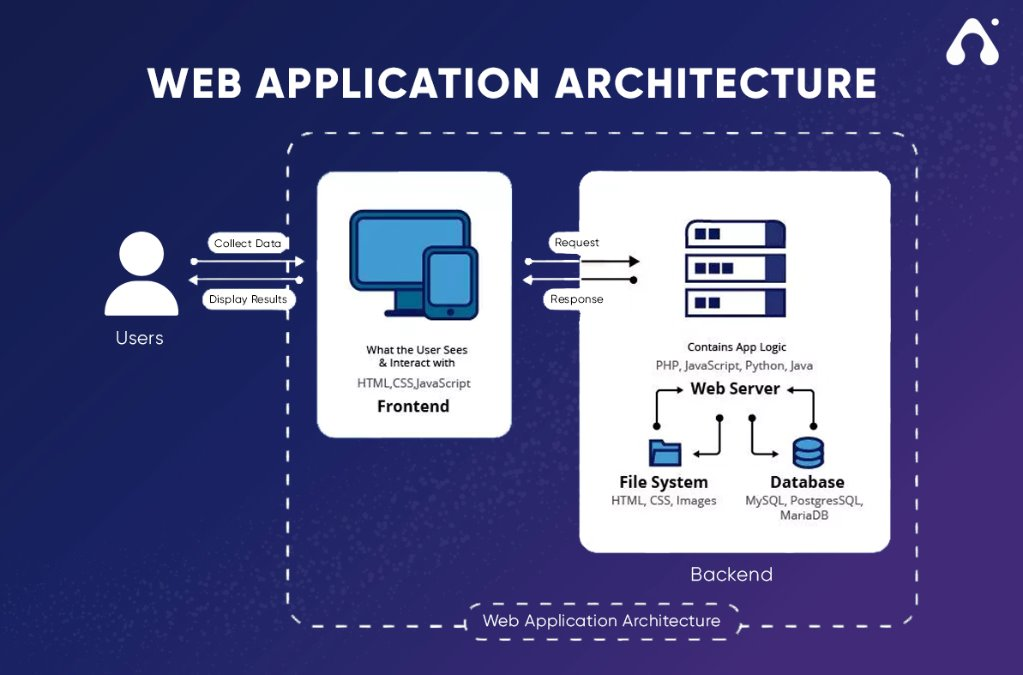 WEB APPLICATION ARCHITECTURE
Collect Data
Display Results
Users
What the User Sees
& Interact with
HTML,CSS,JavaScript
Frontend
Request
Response
Contains App Logic
PHP, JavaScript, Python, Java
Web Server
File System
HTML, CSS, Images
Database
MySQL, PostgresSQL,
MariaDB
Backend
Web Application Architecture